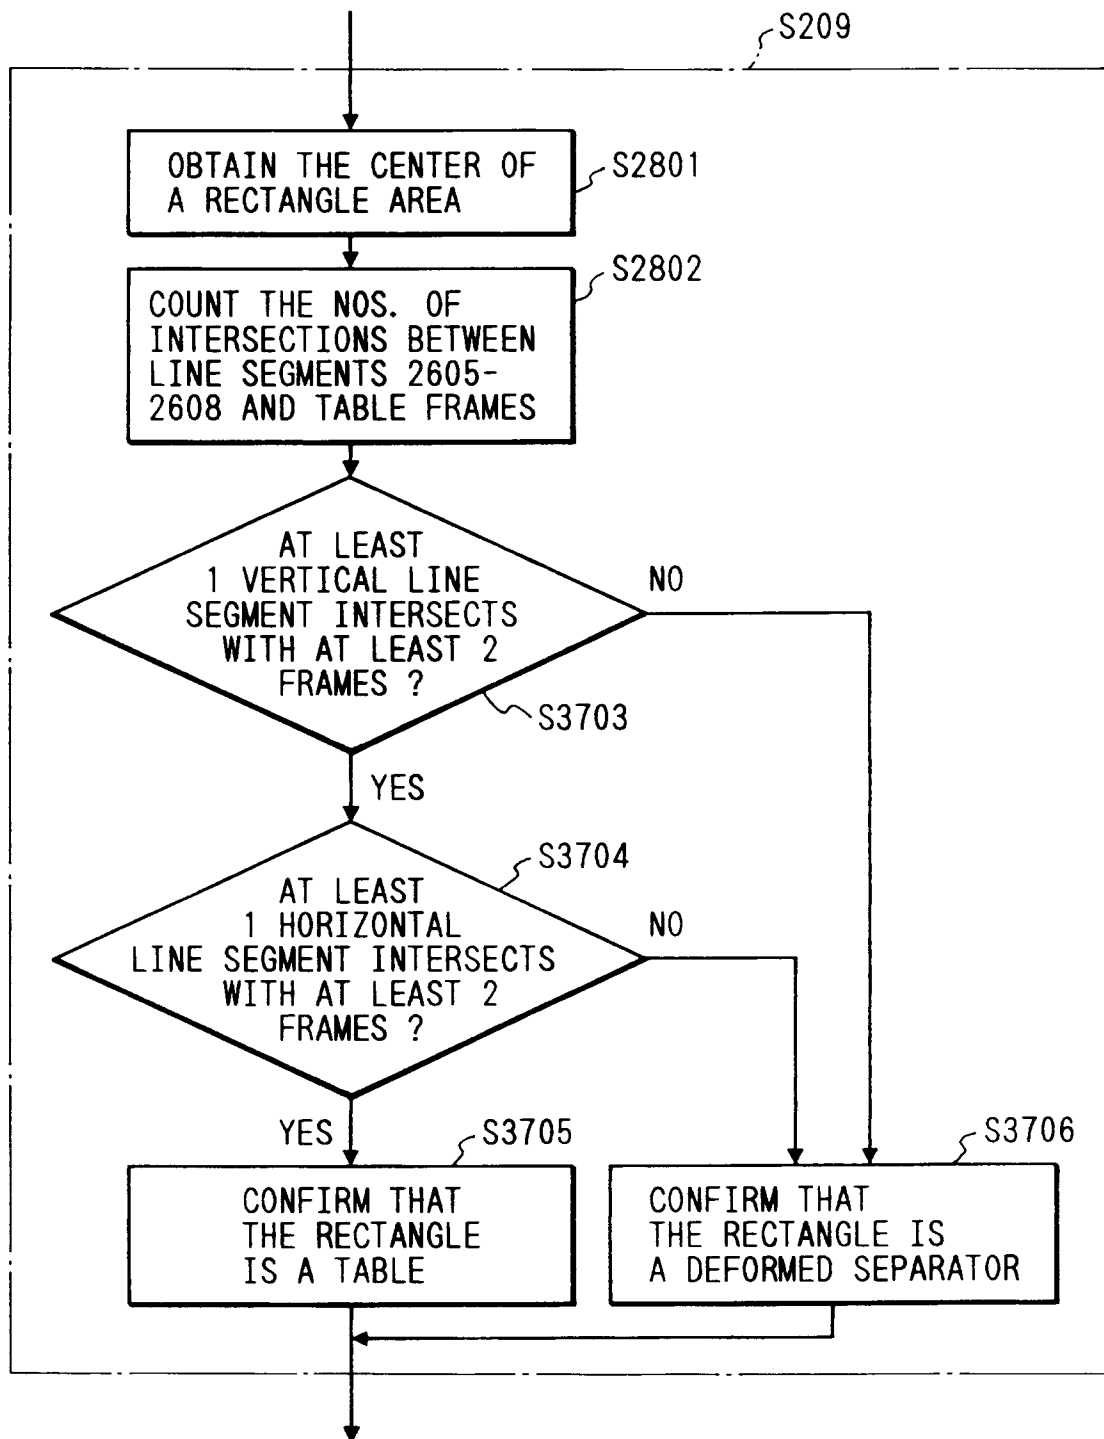 S209
OBTAIN THE CENTER OF
A RECTANGLE AREA
S2801
S2802
COUNT THE NOS. OF
INTERSECTIONS BETWEEN
LINE SEGMENTS 2605-
2608 AND TABLE FRAMES
AT LEAST
1 VERTICAL LINE
SEGMENT INTERSECTS
WITH AT LEAST 2
FRAMES ?
NO
S3703
YES
S3704
AT LEAST
1 HORIZONTAL
LINE SEGMENT INTERSECTS
WITH AT LEAST 2
FRAMES ?
NO
YES
S3705
CONFIRM THAT
THE RECTANGLE
IS A TABLE
S3706
CONFIRM THAT
THE RECTANGLE IS
A DEFORMED SEPARATOR